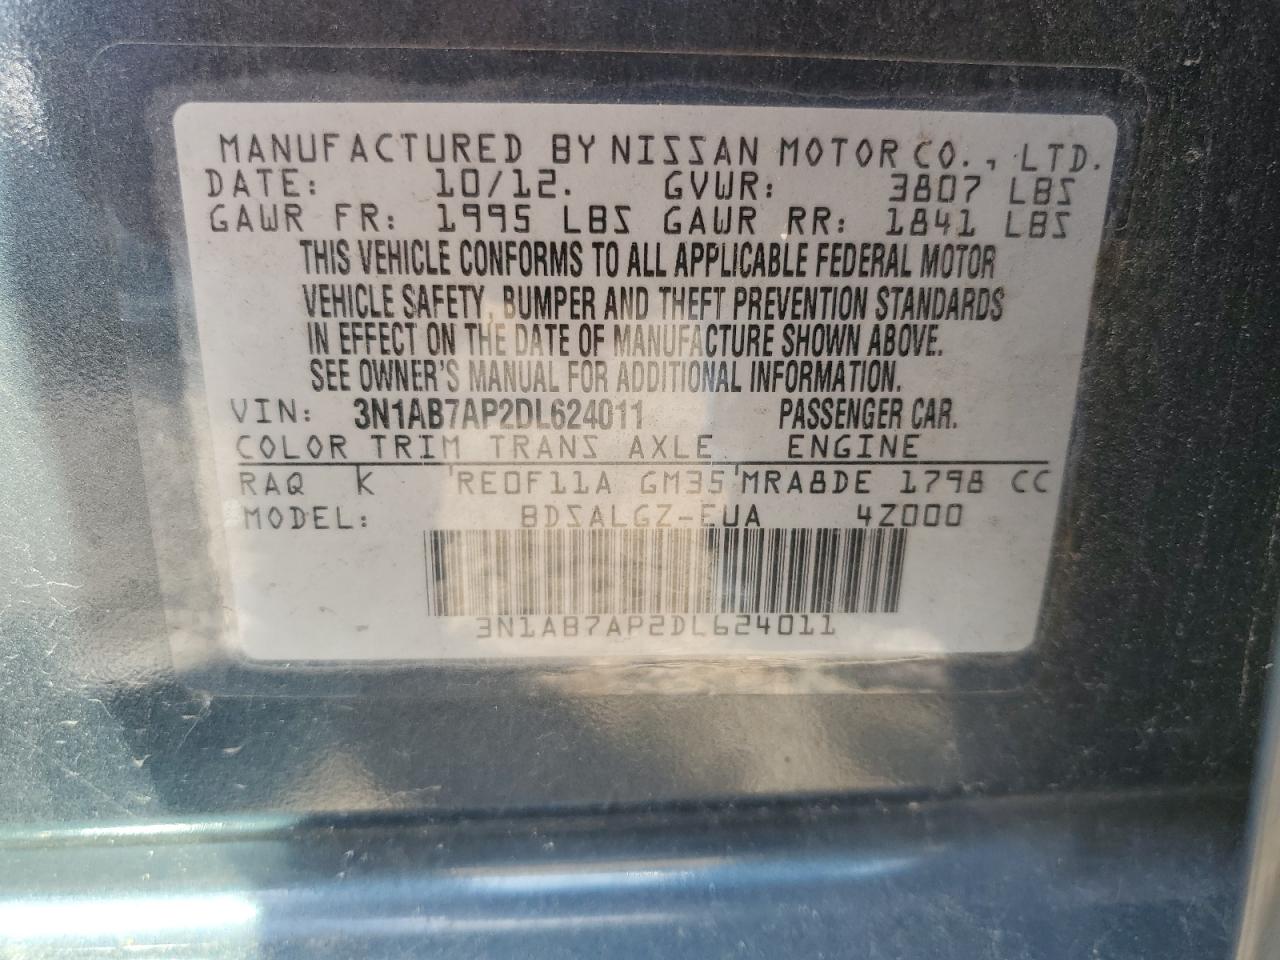 MANUFACTURED BY NISSAN MOTOR CO., LTD.
DATE: 10/12. GVWR: 3807 LBS
GAWR FR: 1995 LBS GAWR RR: 1841 LBS
THIS VEHICLE CONFORMS TO ALL APPLICABLE FEDERAL MOTOR
VEHICLE SAFETY, BUMPER AND THEFT PREVENTION STANDARDS
IN EFFECT ON THE DATE OF MANUFACTURE SHOWN ABOVE.
SEE OWNER'S MANUAL FOR ADDITIONAL INFORMATION.
VIN: 3N1AB7AP2DL624011 PASSENGER CAR.
COLOR TRIM TRANS AXLE ENGINE
RAQ K RE0F11A GM35 MRA8DE 1798 CC
MODEL: BDSALGZ-EUA 4Z000
3N1AB7AP2DL624011